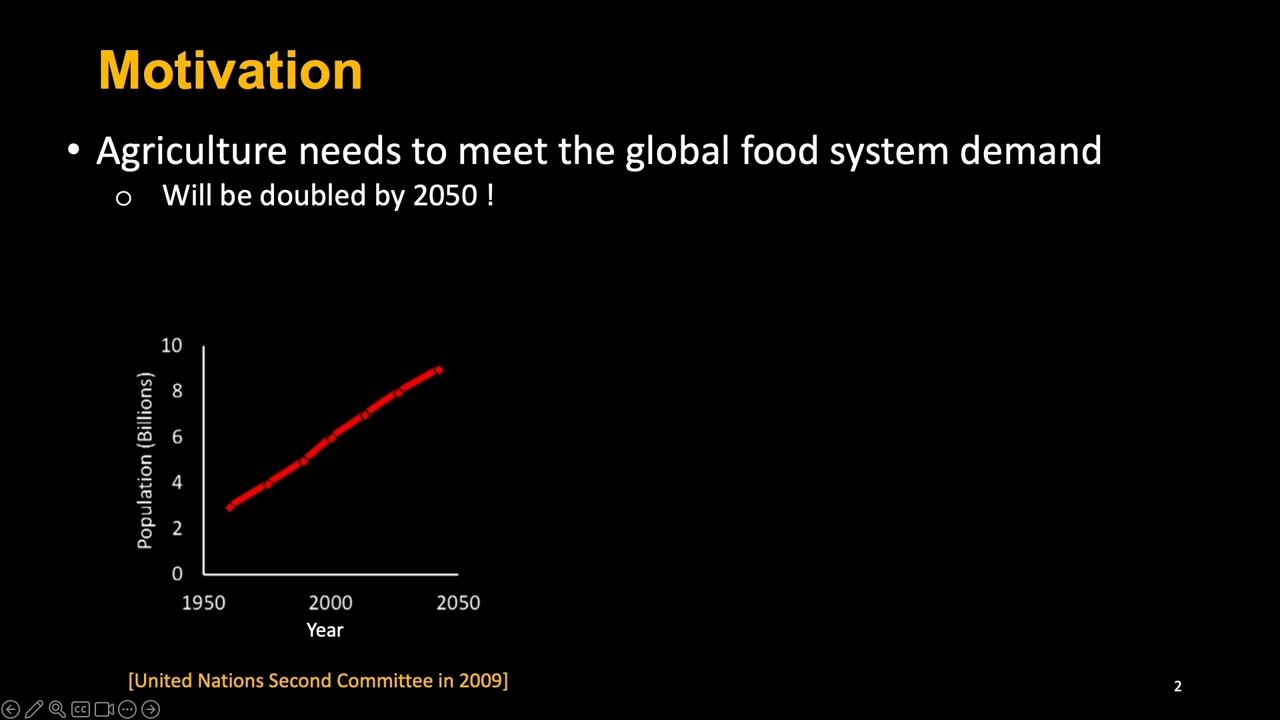 Motivation
• Agriculture needs to meet the global food system demand
o Will be doubled by 2050 !
10
8
6
4
2
0
Population (Billions)
1950 2000 2050
Year
[United Nations Second Committee in 2009]
2
CC